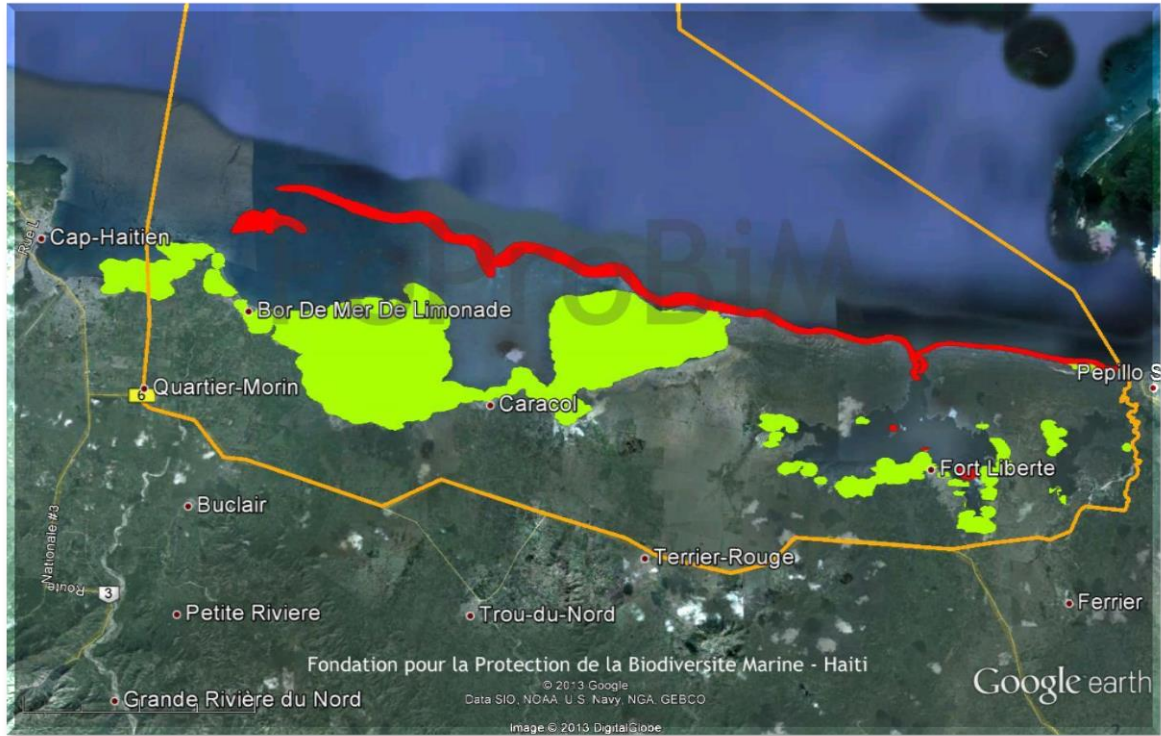 Rue L
Cap-Haitien
FoProBiM
Bor De Mer De Limonade
Pepillo S
6
Quartier-Morin
Caracol
Fort Liberte
Buclair
Nationale #3
Route
3
Terrier-Rouge
Ferrier
Petite Riviere
Trou-du-Nord
Fondation pour la Protection de la Biodiversite Marine - Haiti
© 2013 Google
Data SIO, NOAA, U.S. Navy, NGA, GEBCO
Google earth
Grande Rivière du Nord
Image © 2013 DigitalGlobe